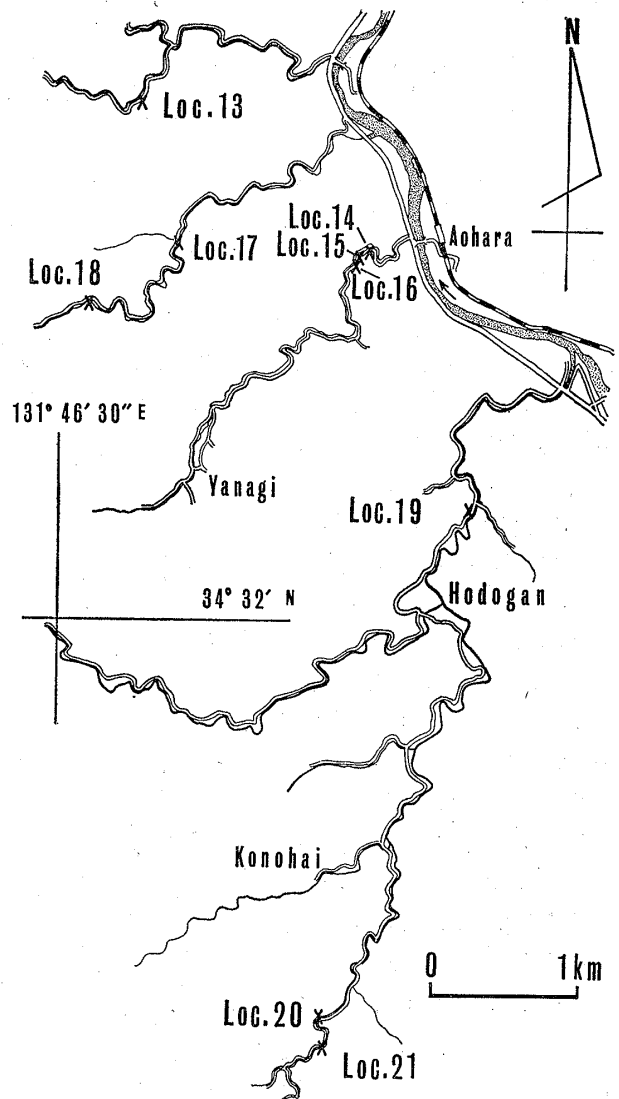 N
Loc.13
Loc.14
Aohara
Loc.15
Loc.17
Loc.18
Loc.16
131° 46′ 30″ E
Yanagi
Loc.19
Hodogan
34° 32′ N
Konohai
0 1km
Loc.20
Loc.21